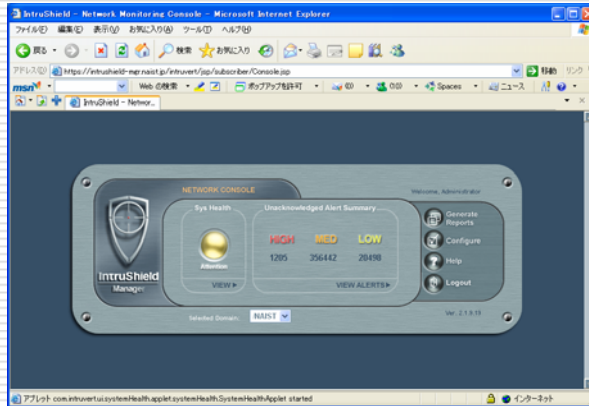 IntruShield - Network Monitoring Console - Microsoft Internet Explorer
ファイル(F) 編集(E) 表示(V) お気に入り(A) ツール(T) ヘルプ(H)
戻る 検索 お気に入り
アドレス(D) https://intrushield-mgr.naist.jp/intruvert/jsp/subscriber/Console.jsp 移動 リンク
msn Web の検索 ポップアップを許可 (0) (10) Spaces ニュース
IntruShield - Networ...
NETWORK CONSOLE
Welcome, Administrator
Sys Health
Unacknowledged Alert Summary
Generate Reports
HIGH MED LOW
Configure
1205 356442 20490
Attention
Help
IntruShield
Manager
VIEW
VIEW ALERTS
Logout
Selected Domain: NAIST
アプレット com.intruvert.ui.systemHealth.applet.systemHealth.SystemHealthApplet started インターネット